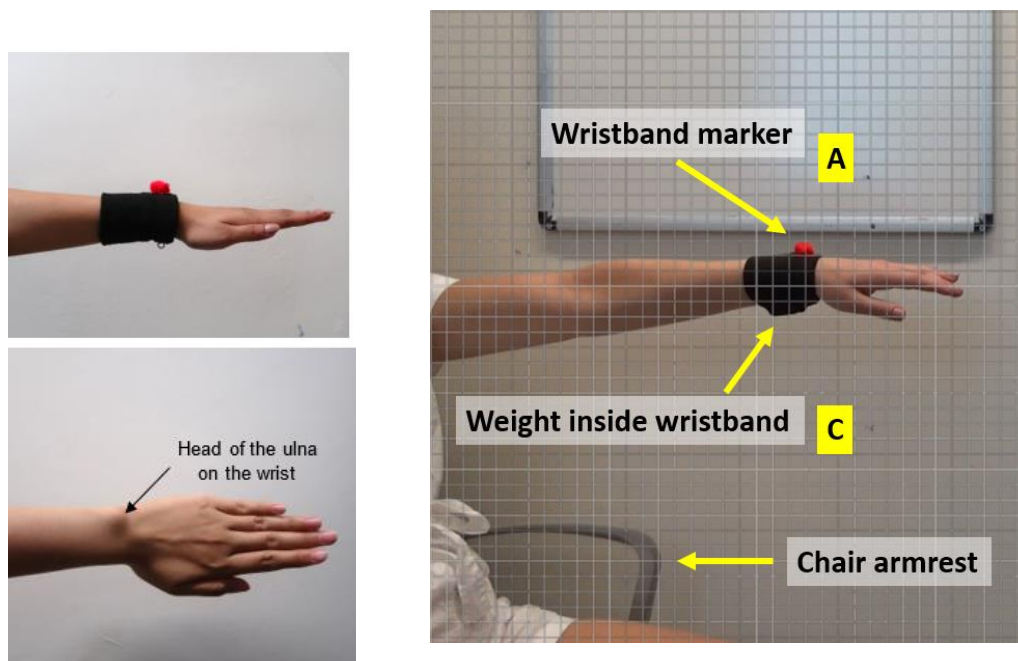 Head of the ulna
on the wrist
Wristband marker
A
Weight inside wristband
C
Chair armrest